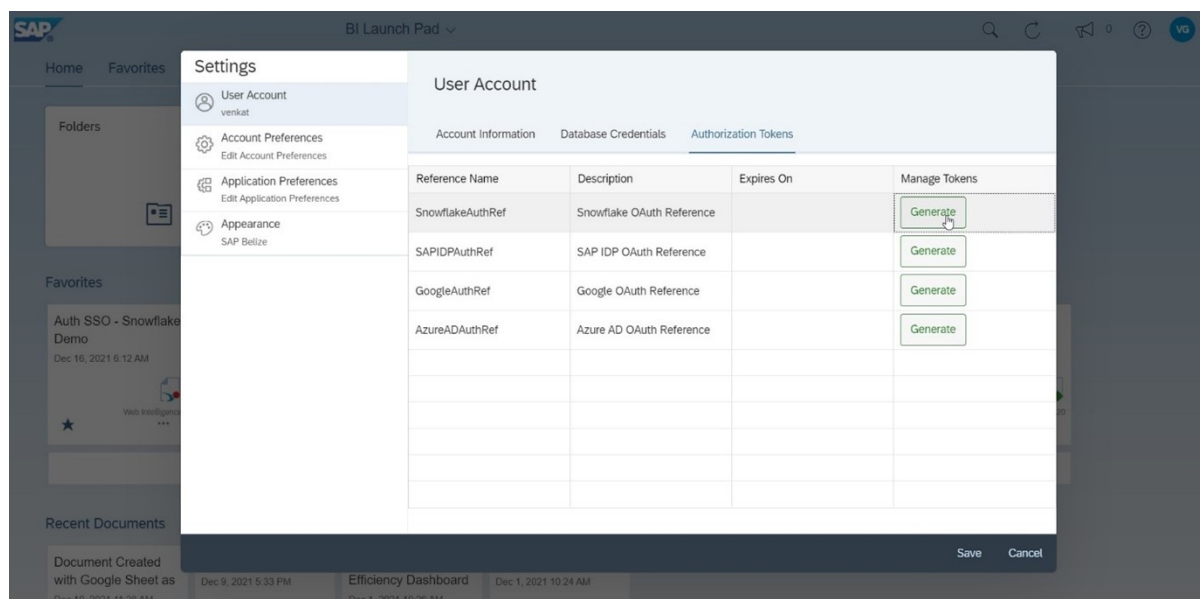 SAP
BI Launch Pad
0
VG
Home Favorites
Folders
Favorites
Auth SSO - Snowflake
Demo
Dec 16, 2021 6:12 AM
Web Intelligence
Recent Documents
Document Created
with Google Sheet as
Dec 9, 2021 5:33 PM
Efficiency Dashboard
Dec 1, 2021 10:24 AM
Settings
User Account
venkat
Account Preferences
Edit Account Preferences
Application Preferences
Edit Application Preferences
Appearance
SAP Belize
User Account
Account Information Database Credentials Authorization Tokens
Reference Name Description Expires On Manage Tokens
SnowflakeAuthRef Snowflake OAuth Reference Generate
SAPIDPAuthRef SAP IDP OAuth Reference Generate
GoogleAuthRef Google OAuth Reference Generate
AzureADAuthRef Azure AD OAuth Reference Generate
Save Cancel